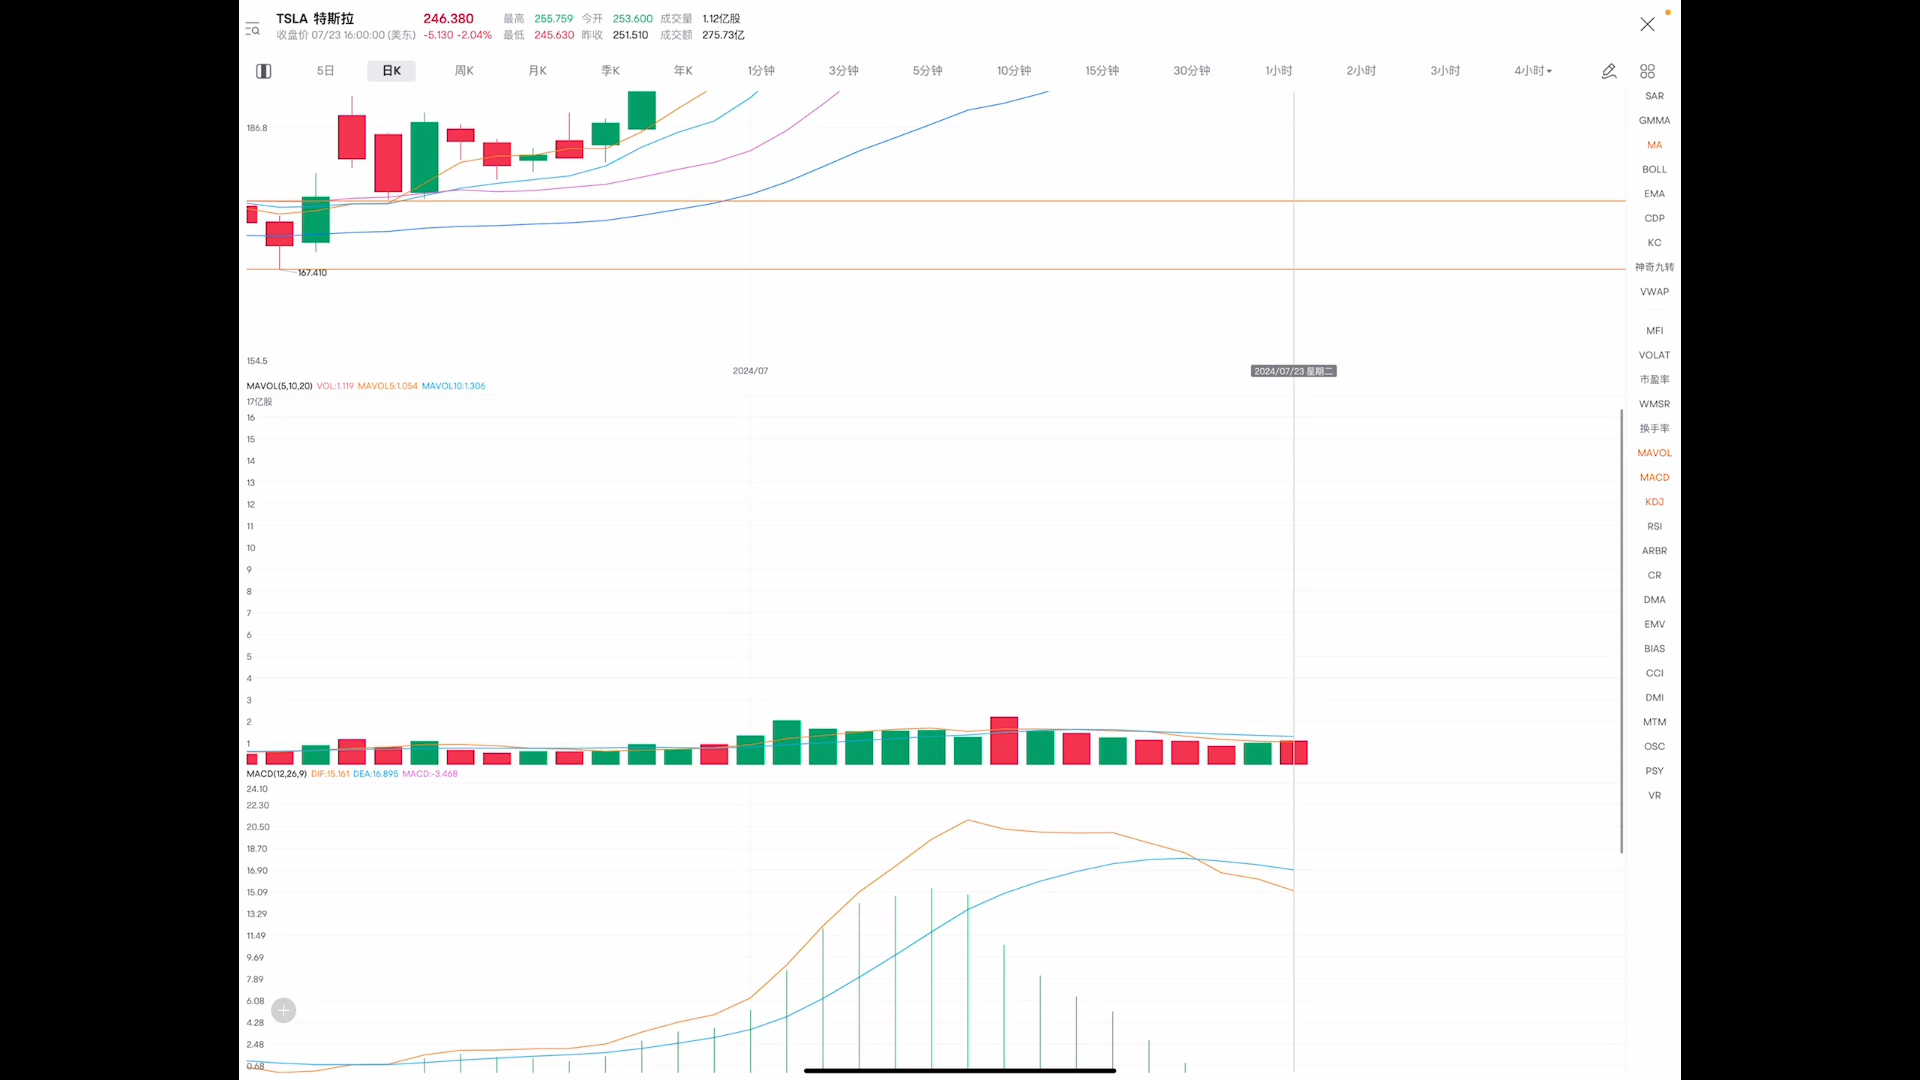 TSLA 特斯拉 246.380 最高 255.759 今开 253.600 成交量 1.12亿股
收盘价 07/23 16:00:00 (美东) -5.130 -2.04% 最低 245.630 昨收 251.510 成交额 275.73亿
5日 日K 周K 月K 季K 年K 1分钟 3分钟 5分钟 10分钟 15分钟 30分钟 1小时 2小时 3小时 4小时
186.8
167.410
154.5
2024/07 2024/07/23 星期二
MAVOL(5,10,20) VOL:1.119 MAVOL5:1.054 MAVOL10:1.306
17亿股
16
15
14
13
12
11
10
9
8
7
6
5
4
3
2
1
MACD(12,26,9) DIF:15.161 DEA:16.895 MACD:-3.468
24.10
22.30
20.50
18.70
16.90
15.09
13.29
11.49
9.69
7.89
6.08
4.28
2.48
0.68
SAR
GMMA
MA
BOLL
EMA
CDP
KC
神奇九转
VWAP
MFI
VOLAT
市盈率
WMSR
换手率
MAVOL
MACD
KDJ
RSI
ARBR
CR
DMA
EMV
BIAS
CCI
DMI
MTM
OSC
PSY
VR